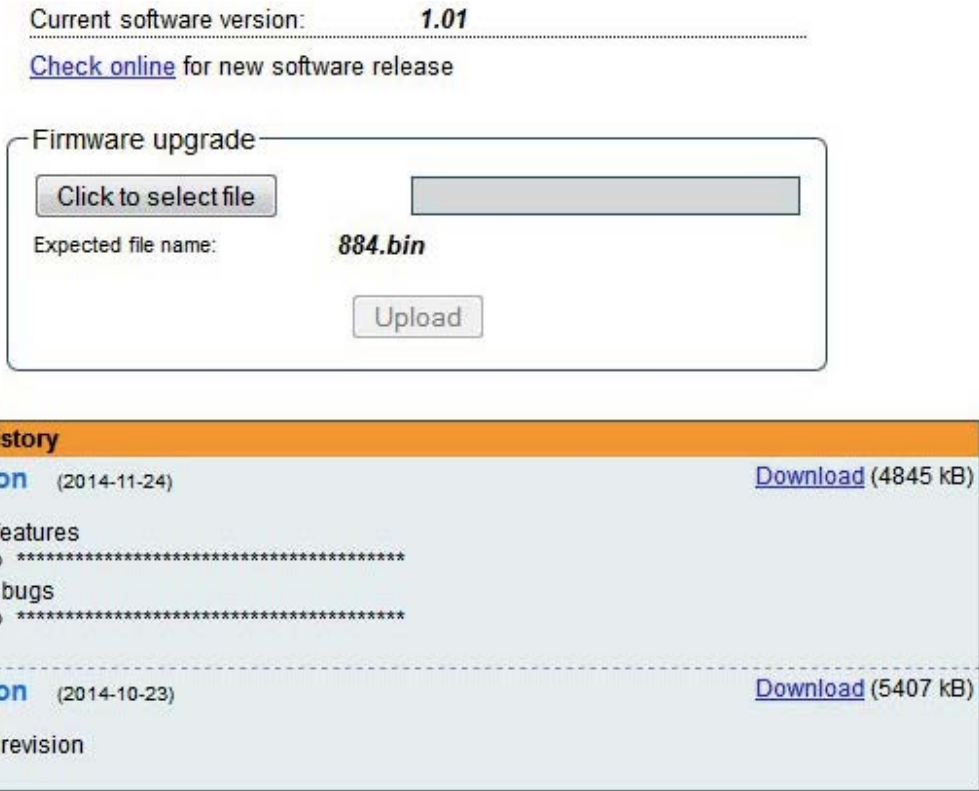 Current software version: 1.01
Check online for new software release
Firmware upgrade
Click to select file
Expected file name: 884.bin
Upload
story
on (2014-11-24) Download (4845 kB)
features
****************************************
bugs
****************************************
on (2014-10-23) Download (5407 kB)
revision